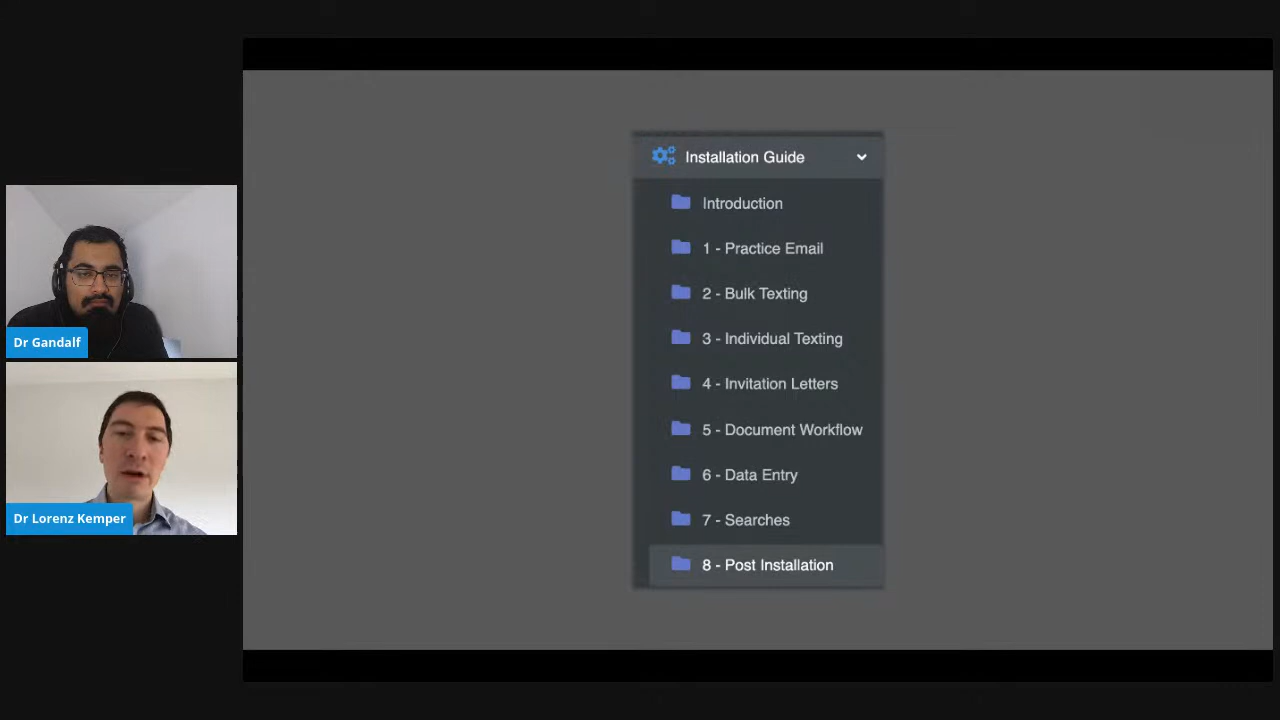 Dr Gandalf
Dr Lorenz Kemper
Installation Guide
Introduction
1 - Practice Email
2 - Bulk Texting
3 - Individual Texting
4 - Invitation Letters
5 - Document Workflow
6 - Data Entry
7 - Searches
8 - Post Installation